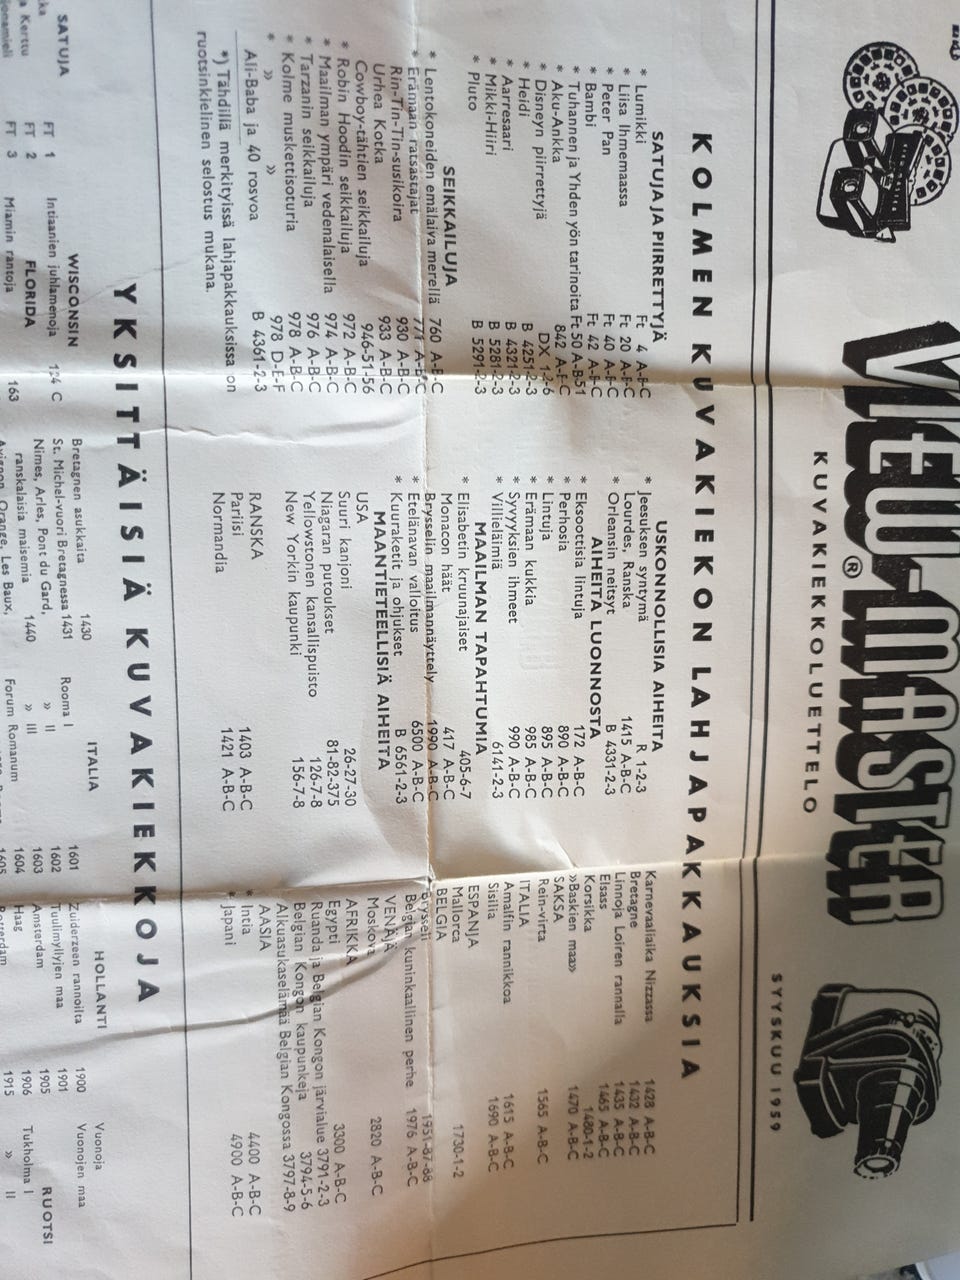 VIEW-MASTER
®
KUVAKIEKKOLUETTELO
SYYSKUU 1959
KOLMEN KUVAKIEKON LAHJAPAKKAUKSIA
SATUJA JA PIIRRETTYJÄ
* Lumikki Ft 4 A-B-C
* Liisa Ihmemaassa Ft 20 A-B-C
* Peter Pan Ft 40 A-B-C
* Bambi Ft 42 A-B-C
* Tuhannen ja Yhden yön tarinoita Ft 50 A-B-51
* Aku-Ankka 842 A-B-C
* Disneyn piirrettyjä DX 1-2-6
* Heidi B 4251-2-3
* Aarresaari B 4321-2-3
* Mikki-Hiiri B 5281-2-3
* Pluto B 5291-2-3
SEIKKAILUJA
* Lentokoneiden emälaiva merellä 760 A-B-C
* Erämaan ratsastajat 771 A-B-C
Rin-Tin-Tin-susikoira 930 A-B-C
Urhea Kotka 933 A-B-C
Cowboy-tähtien seikkailuja 946-51-56
* Robin Hoodin seikkailuja 972 A-B-C
* Maailman ympäri vedenalaisella 974 A-B-C
* Tarzanin seikkailuja 976 A-B-C
* Kolme muskettisoturia 978 A-B-C
* » » 978 D-E-F
Ali-Baba ja 40 rosvoa B 4361-2-3
*) Tähdillä merkityissä lahjapakkauksissa on
ruotsinkielinen selostus mukana.
USKONNOLLISIA AIHEITA
* Jeesuksen syntymä R 1-2-3
Lourdes, Ranska 1415 A-B-C
* Orleansin neitsyt B 4331-2-3
AIHEITA LUONNOSTA
* Eksoottisia lintuja 172 A-B-C
* Perhosia 890 A-B-C
* Lintuja 895 A-B-C
* Erämaan kukkia 985 A-B-C
* Syvyyksien ihmeet 990 A-B-C
* Villieläimiä 6141-2-3
MAAILMAN TAPAHTUMIA
* Elisabetin kruunajaiset 405-6-7
Monacon häät 417 A-B-C
Brysselin maailmannäyttely 1990 A-B-C
* Etelänavan valloitus 6500 A-B-C
* Kuuraketit ja ohjukset B 6561-2-3
MAANTIETEELLISIÄ AIHEITA
USA
Suuri kanjoni 26-27-30
Niagaran putoukset 81-82-375
Yellowstonen kansallispuisto 126-7-8
New Yorkin kaupunki 156-7-8
RANSKA
Pariisi 1403 A-B-C
Normandia 1421 A-B-C
Karnevaaliaika Nizzassa 1428 A-B-C
Bretagne 1432 A-B-C
Linnoja Loiren rannalla 1435 A-B-C
Elsass 1465 A-B-C
Korsikka 1480-1-2
»Baskien maa» 1470 A-B-C
SAKSA
Rein-virta 1565 A-B-C
ITALIA
Amalfin rannikkoa 1615 A-B-C
Sisilia 1690 A-B-C
ESPANJA
Mallorca 1730-1-2
BELGIA
Bryssel 1951-87-88
Belgian kuninkaallinen perhe 1976 A-B-C
VENÄJÄ
Moskova 2820 A-B-C
AFRIKKA
Egypti 3300 A-B-C
Ruanda ja Belgian Kongon järvialue 3791-2-3
Belgian Kongon kaupunkeja 3794-5-6
Alkuasukaselämää Belgian Kongossa 3797-8-9
AASIA
* Intia 4400 A-B-C
* Japani 4900 A-B-C
YKSITTÄISIÄ KUVAKIEKKOJA
SATUJA
FT 1
Kerttu FT 2
FT 3
WISCONSIN
Intiaanien juhlamenoja 124 C
FLORIDA
Miamin rantoja 163
Bretagnen asukkaita 1430
St. Michel-vuori Bretagnessa 1431
Nimes, Arles, Pont du Gard,
ranskalaisia maisemia 1440
Orange, Les Baux,
ITALIA
Rooma I 1601
» II 1602
» III 1603
Forum Romanum 1604
1605
HOLLANTI
Zuiderzeen rannoilta 1900
Tuulimyllyjen maa 1901
Amsterdam 1905
Haag 1906
Rotterdam 1915
Vuonoja
Vuonojen maa
RUOTSI
Tukholma I
» II